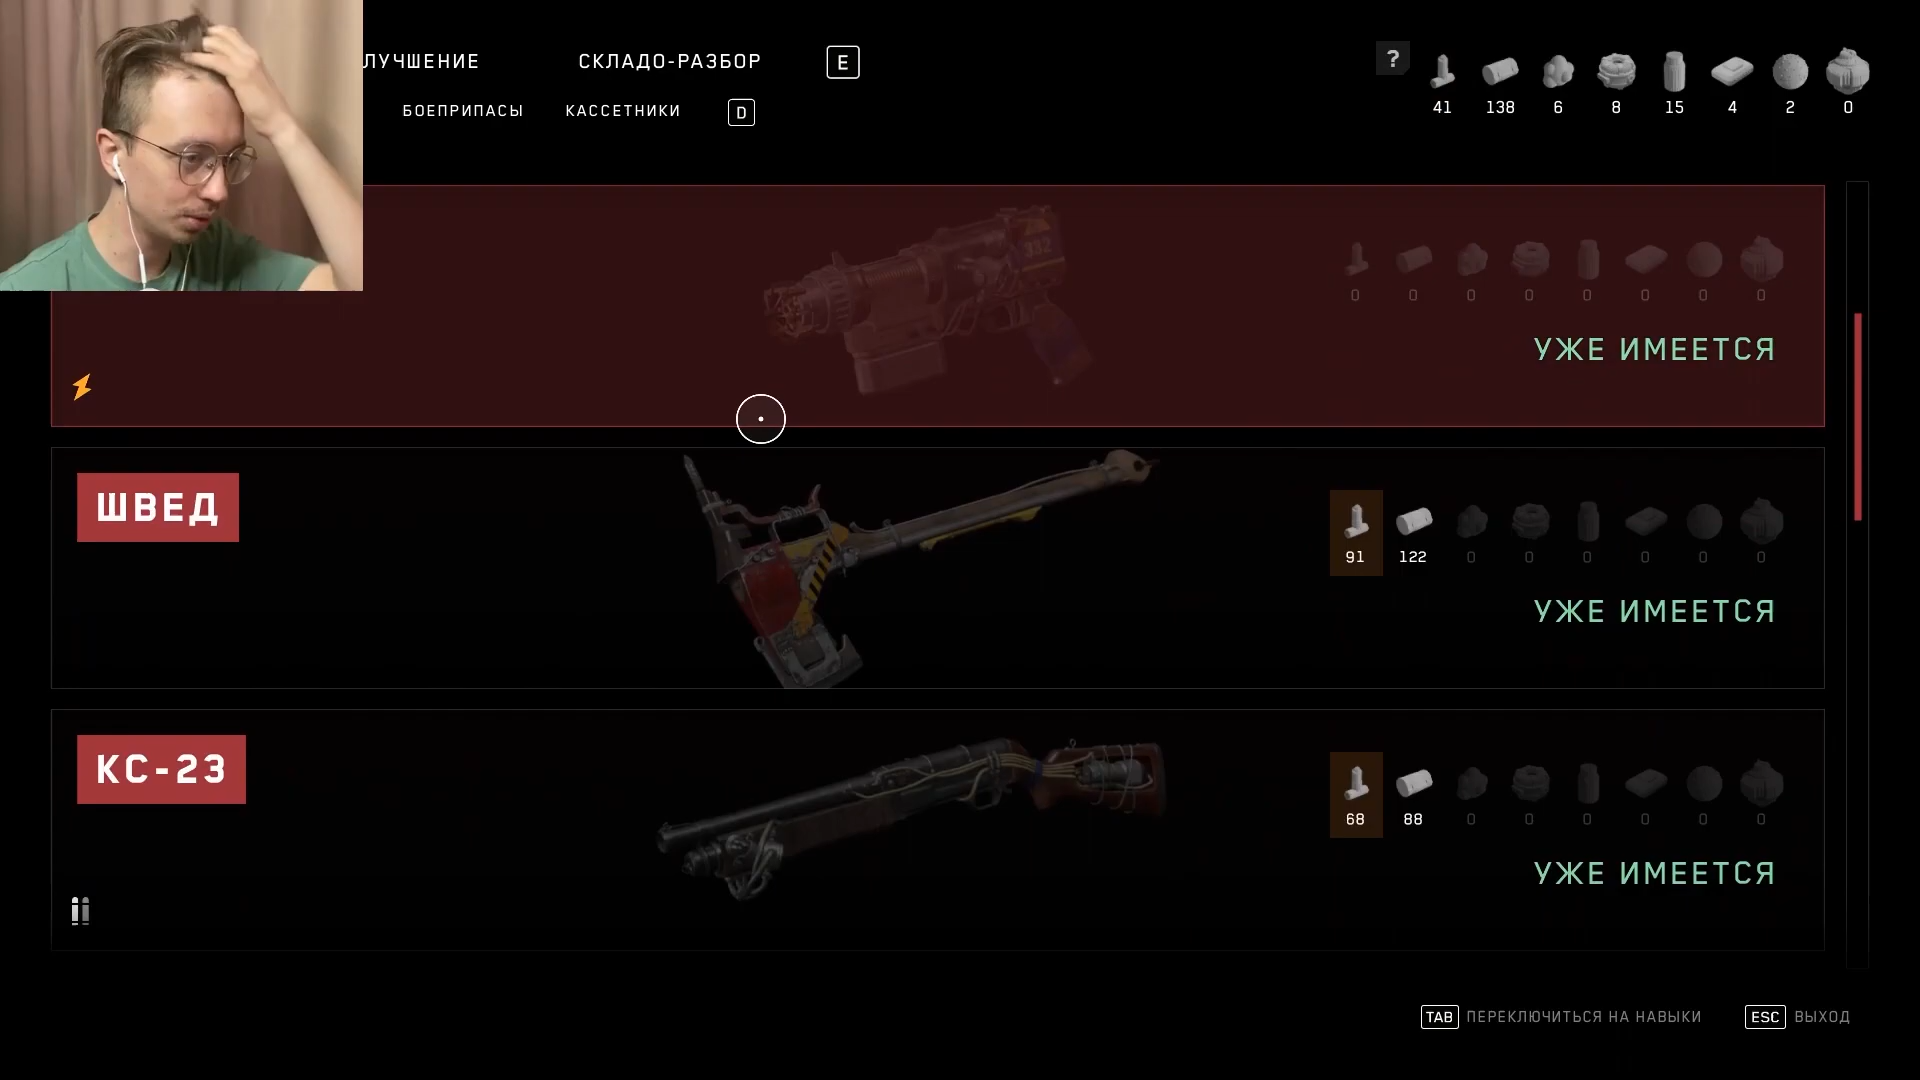 ЛУЧШЕНИЕ СКЛАДО-РАЗБОР E
БОЕПРИПАСЫ КАССЕТНИКИ D
?
41 138 6 8 15 4 2 0
332
0 0 0 0 0 0 0 0
УЖЕ ИМЕЕТСЯ
ШВЕД
91 122 0 0 0 0 0 0
УЖЕ ИМЕЕТСЯ
КС-23
68 88 0 0 0 0 0 0
УЖЕ ИМЕЕТСЯ
TAB ПЕРЕКЛЮЧИТЬСЯ НА НАВЫКИ ESC ВЫХОД